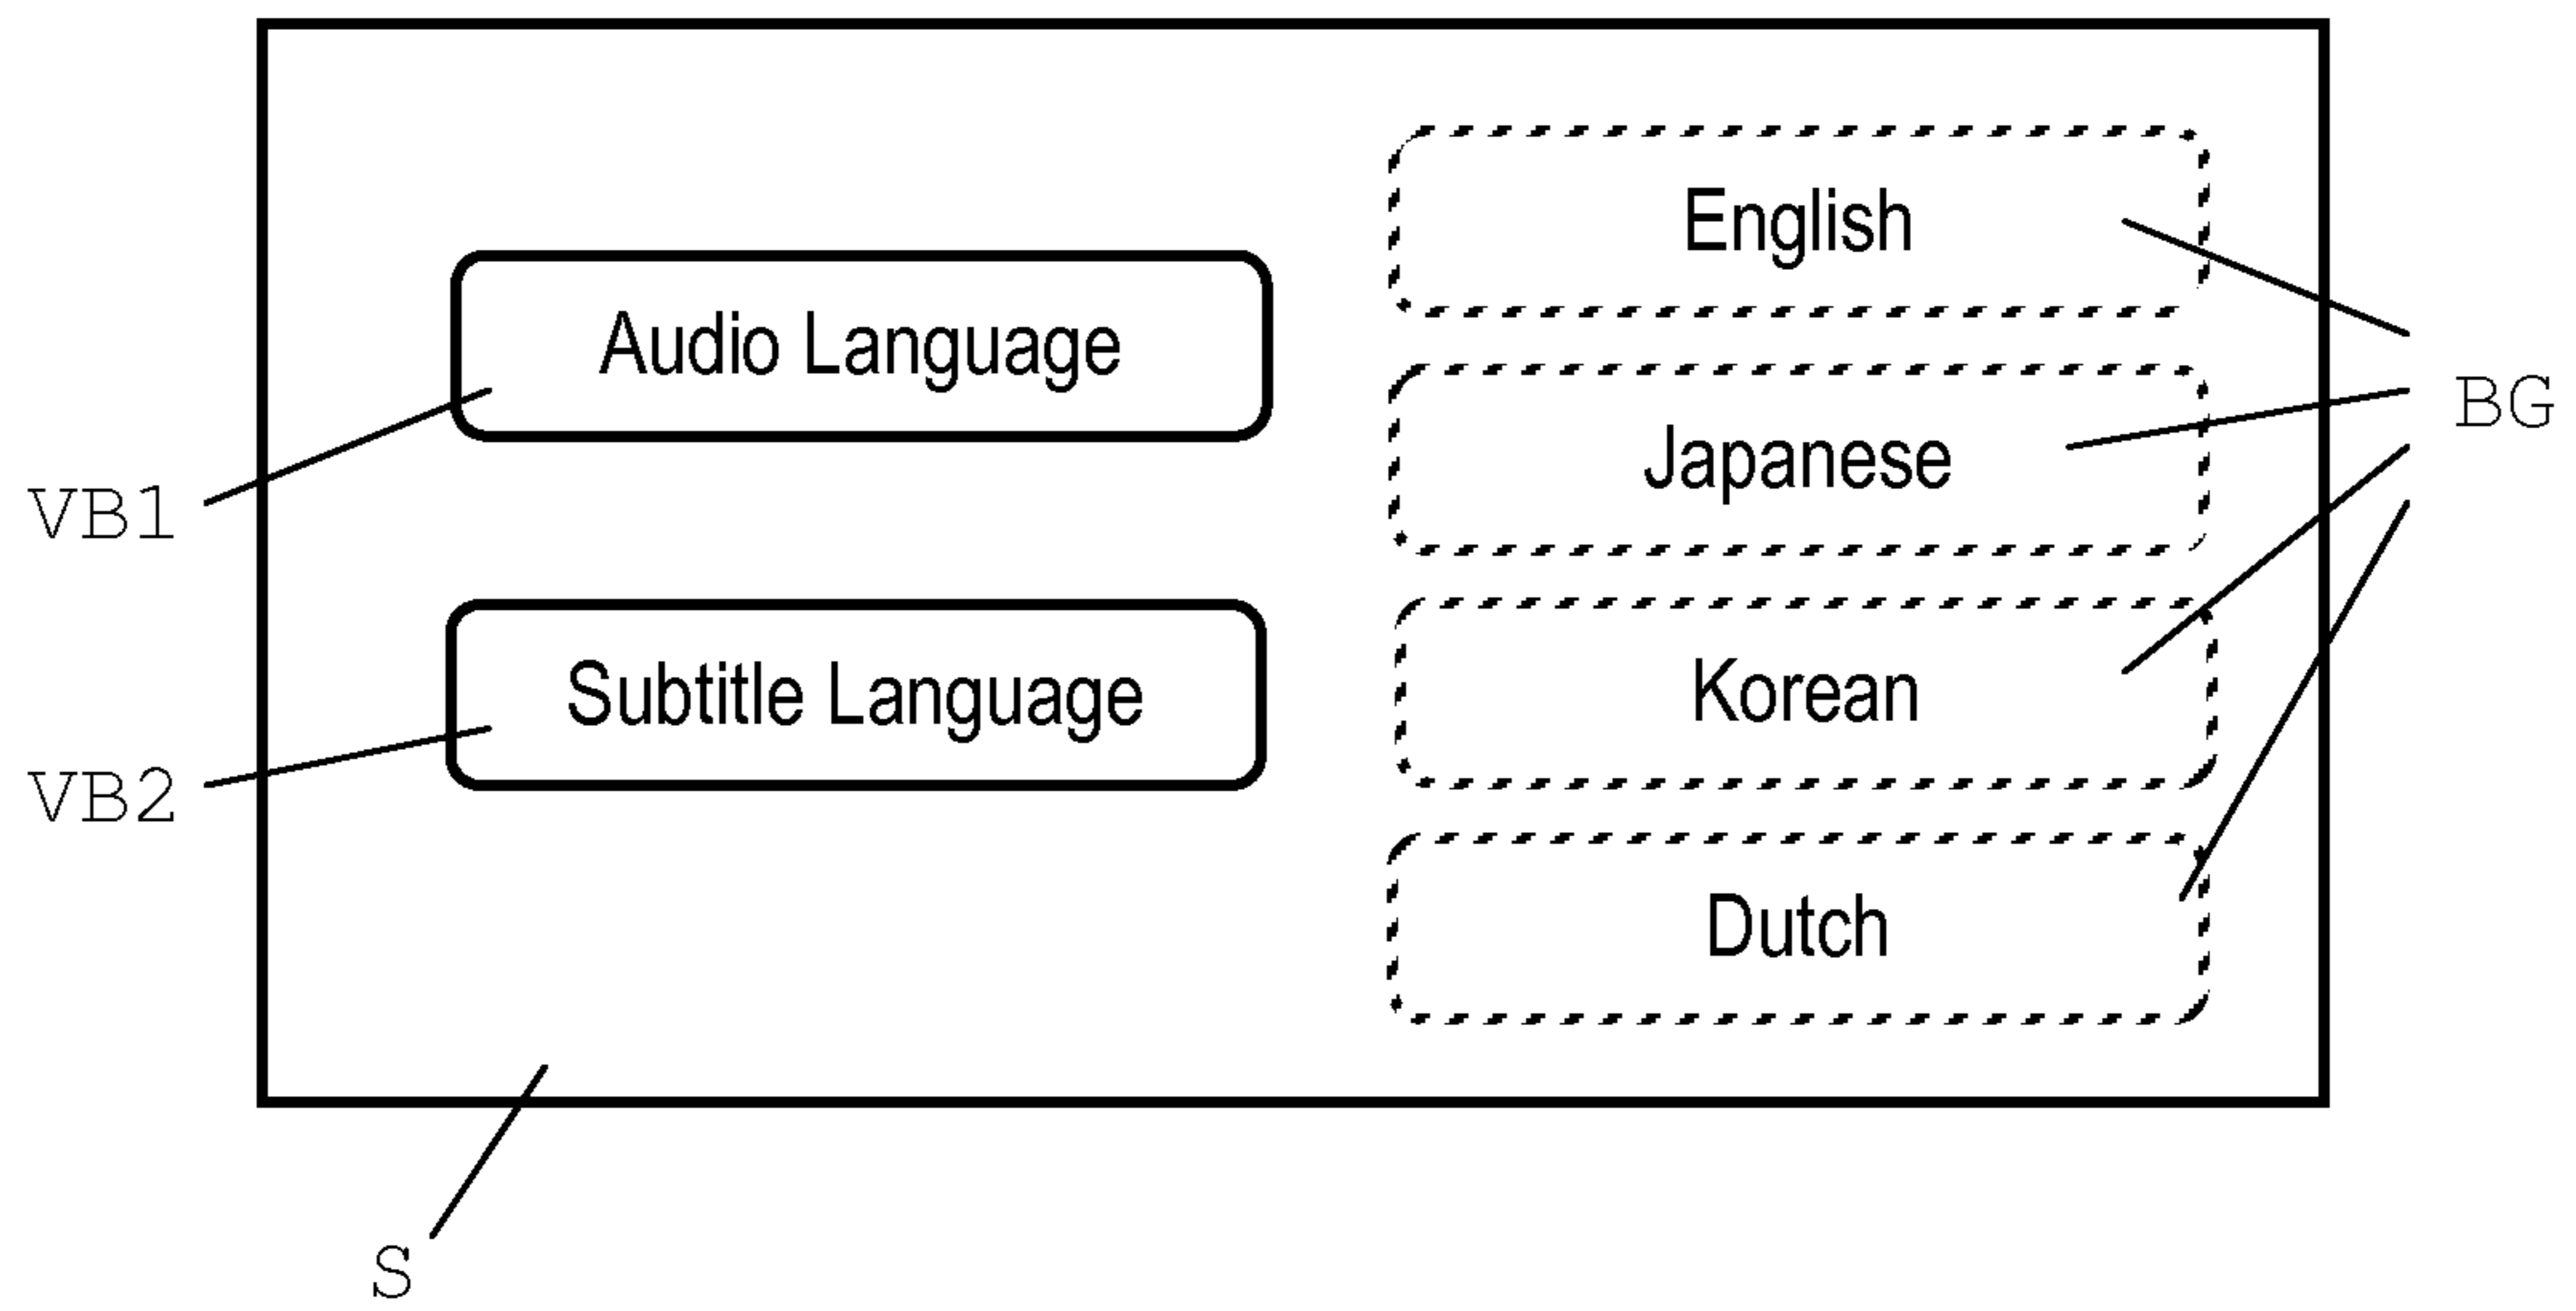 English
Audio Language
Japanese
BG
VB1
Subtitle Language
Korean
VB2
Dutch
S